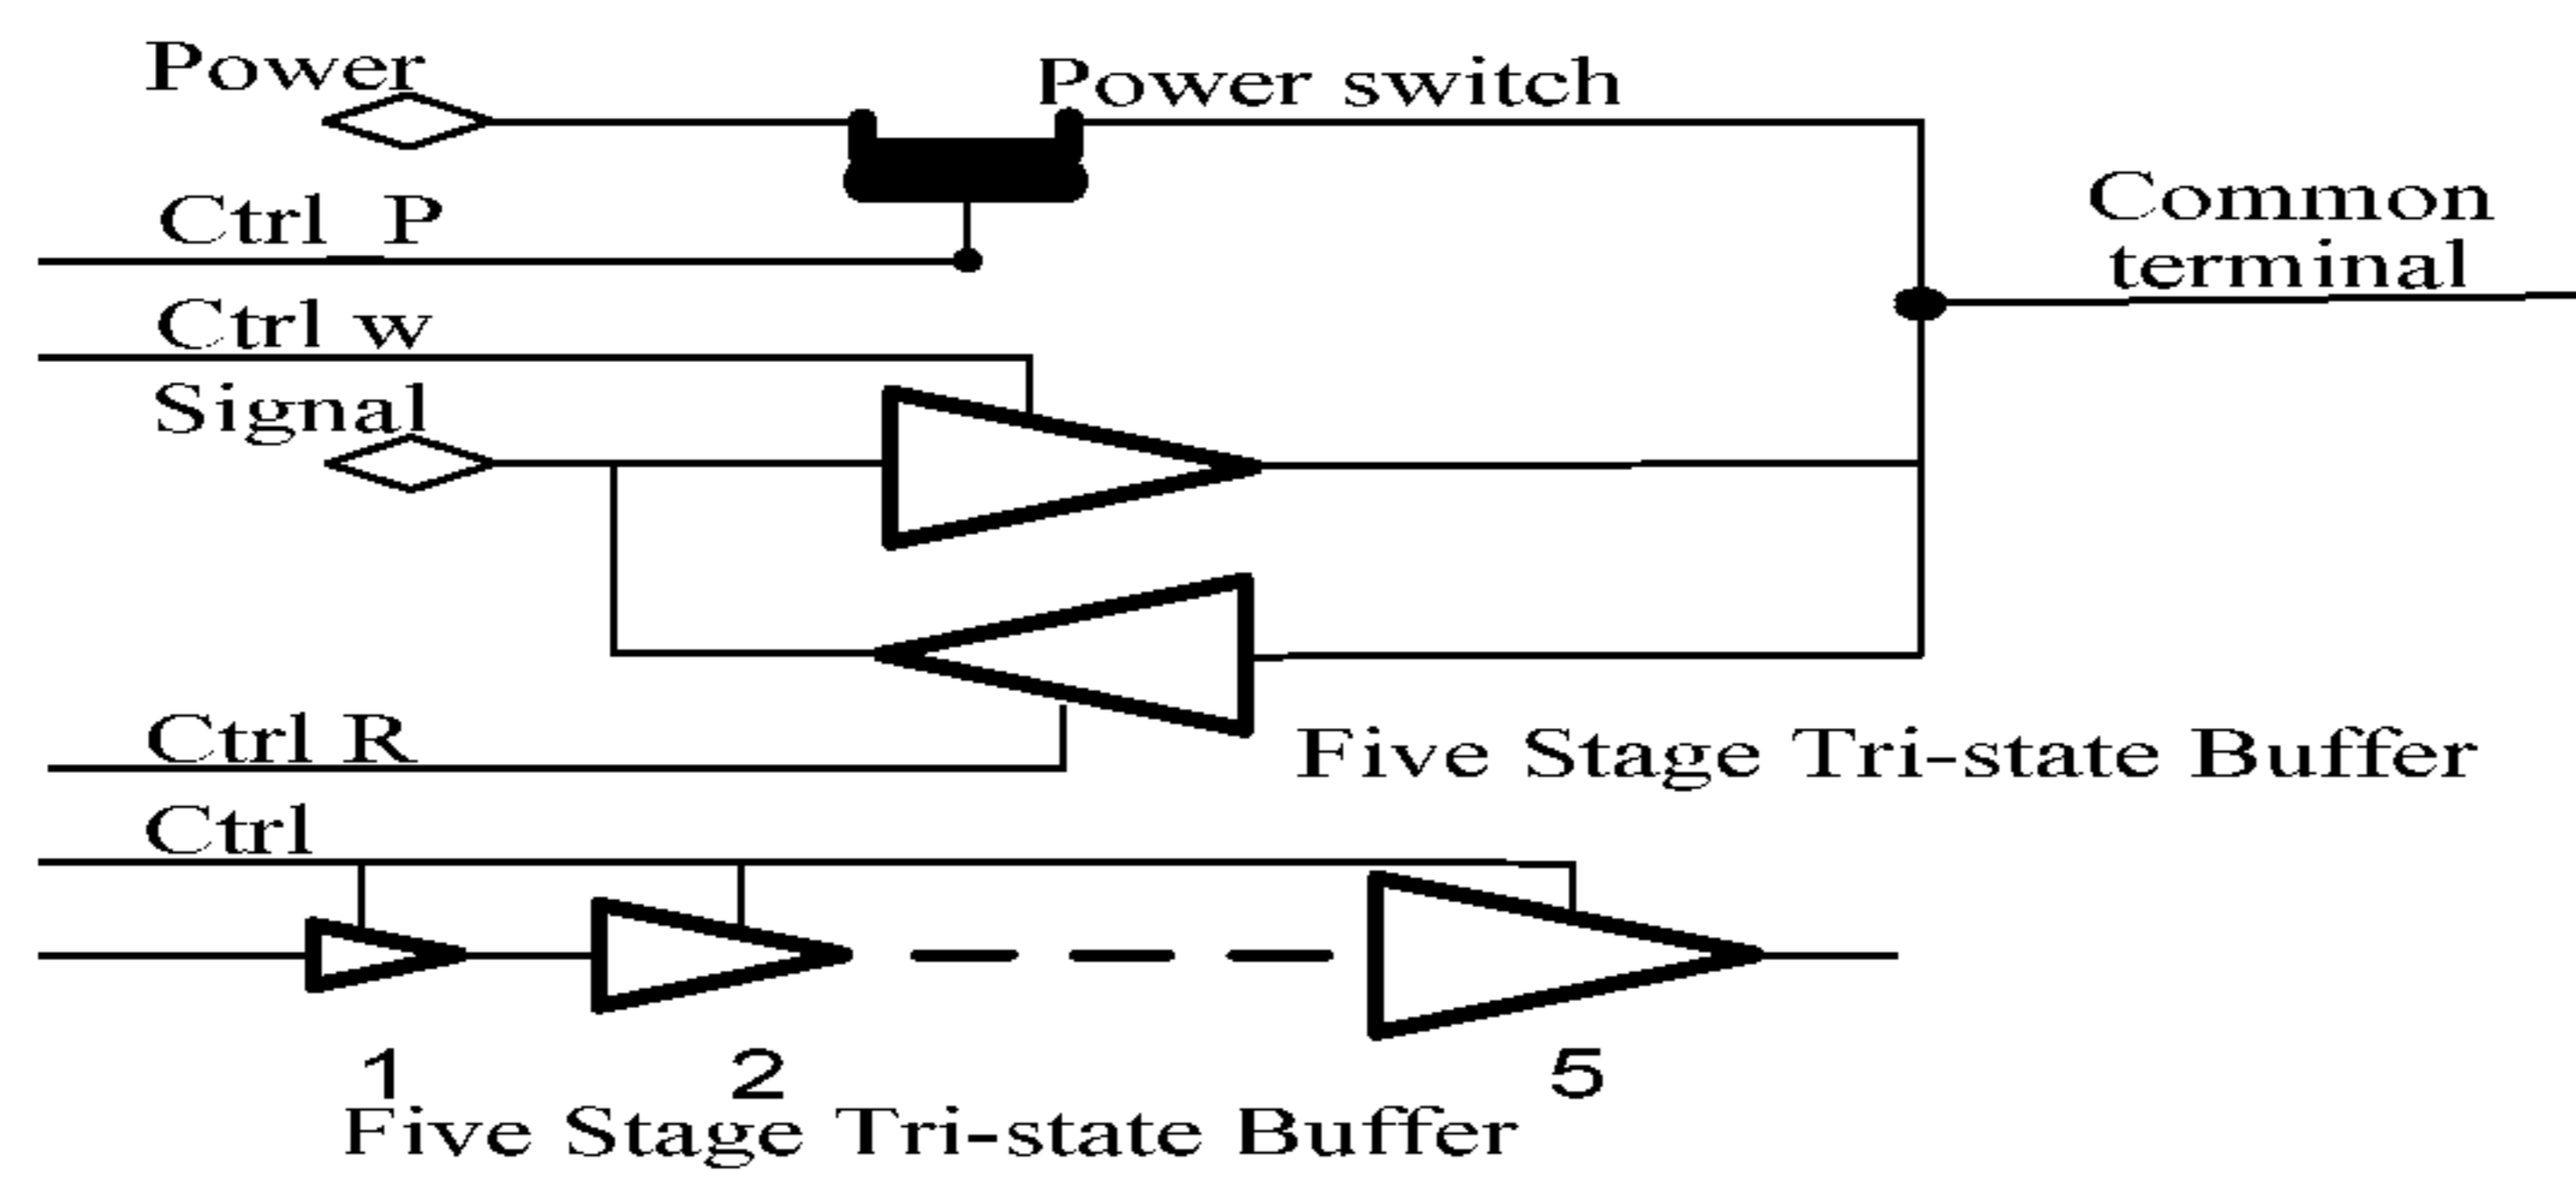 Power
Power switch
Ctrl P
Common
terminal
Ctrl w
Signal
Ctrl R
Five Stage Tri-state Buffer
Ctrl
1 2 5
Five Stage Tri-state Buffer